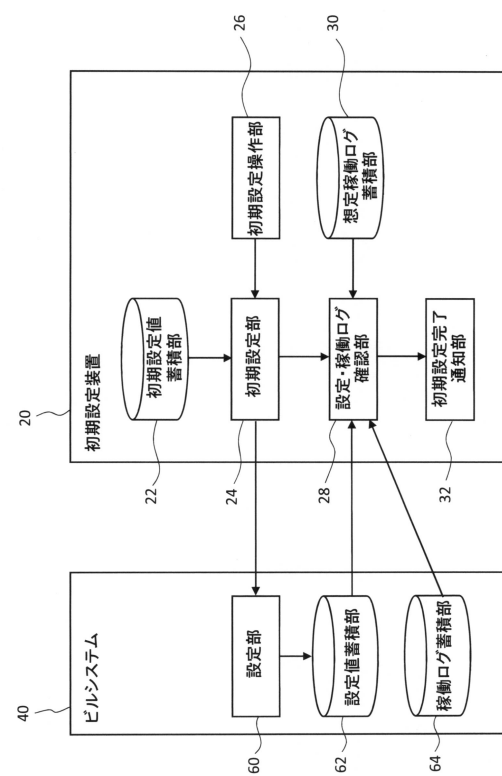 20
初期設定装置
22
初期設定値
蓄積部
24
初期設定部
26
初期設定操作部
28
設定・稼働ログ
確認部
30
想定稼働ログ
蓄積部
32
初期設定完了
通知部
40
ビルシステム
60
設定部
62
設定値蓄積部
64
稼働ログ蓄積部